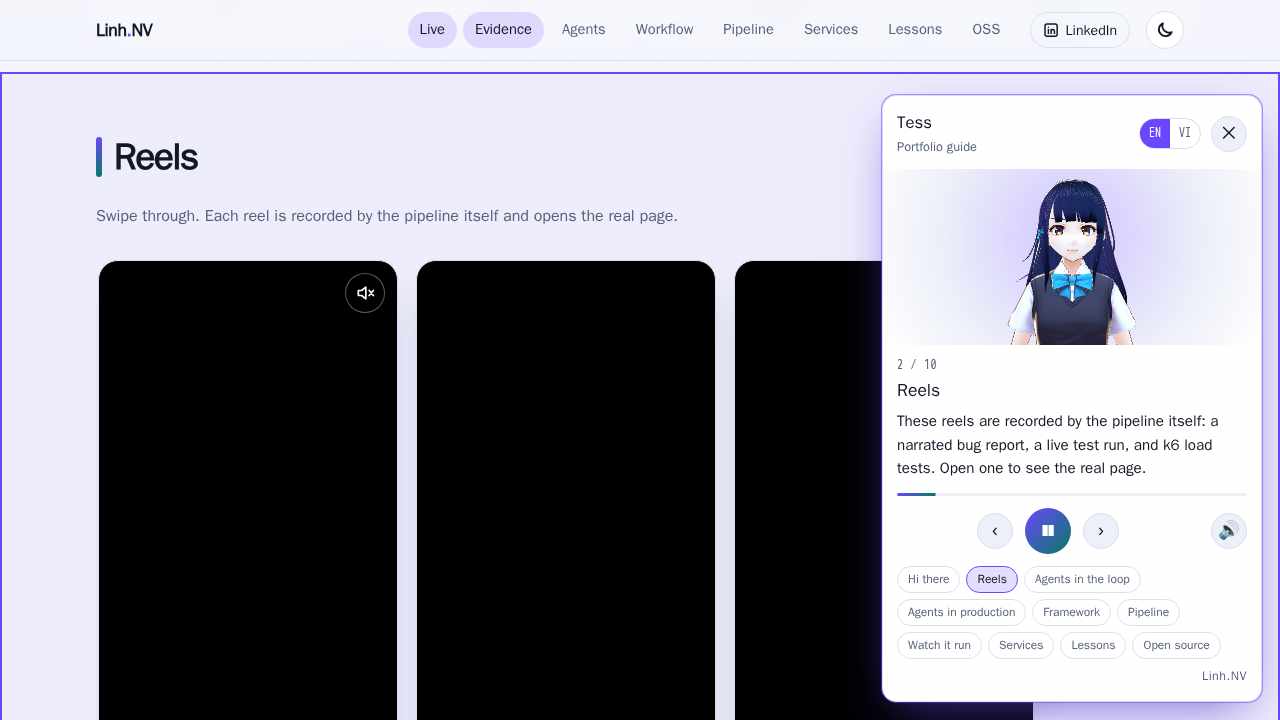 Linh.NV
Live
Evidence
Agents
Workflow
Pipeline
Services
Lessons
OSS
LinkedIn
Reels
Swipe through. Each reel is recorded by the pipeline itself and opens the real page.
Tess
Portfolio guide
EN
VI
2 / 10
Reels
These reels are recorded by the pipeline itself: a
narrated bug report, a live test run, and k6 load
tests. Open one to see the real page.
Hi there
Reels
Agents in the loop
Agents in production
Framework
Pipeline
Watch it run
Services
Lessons
Open source
Linh.NV